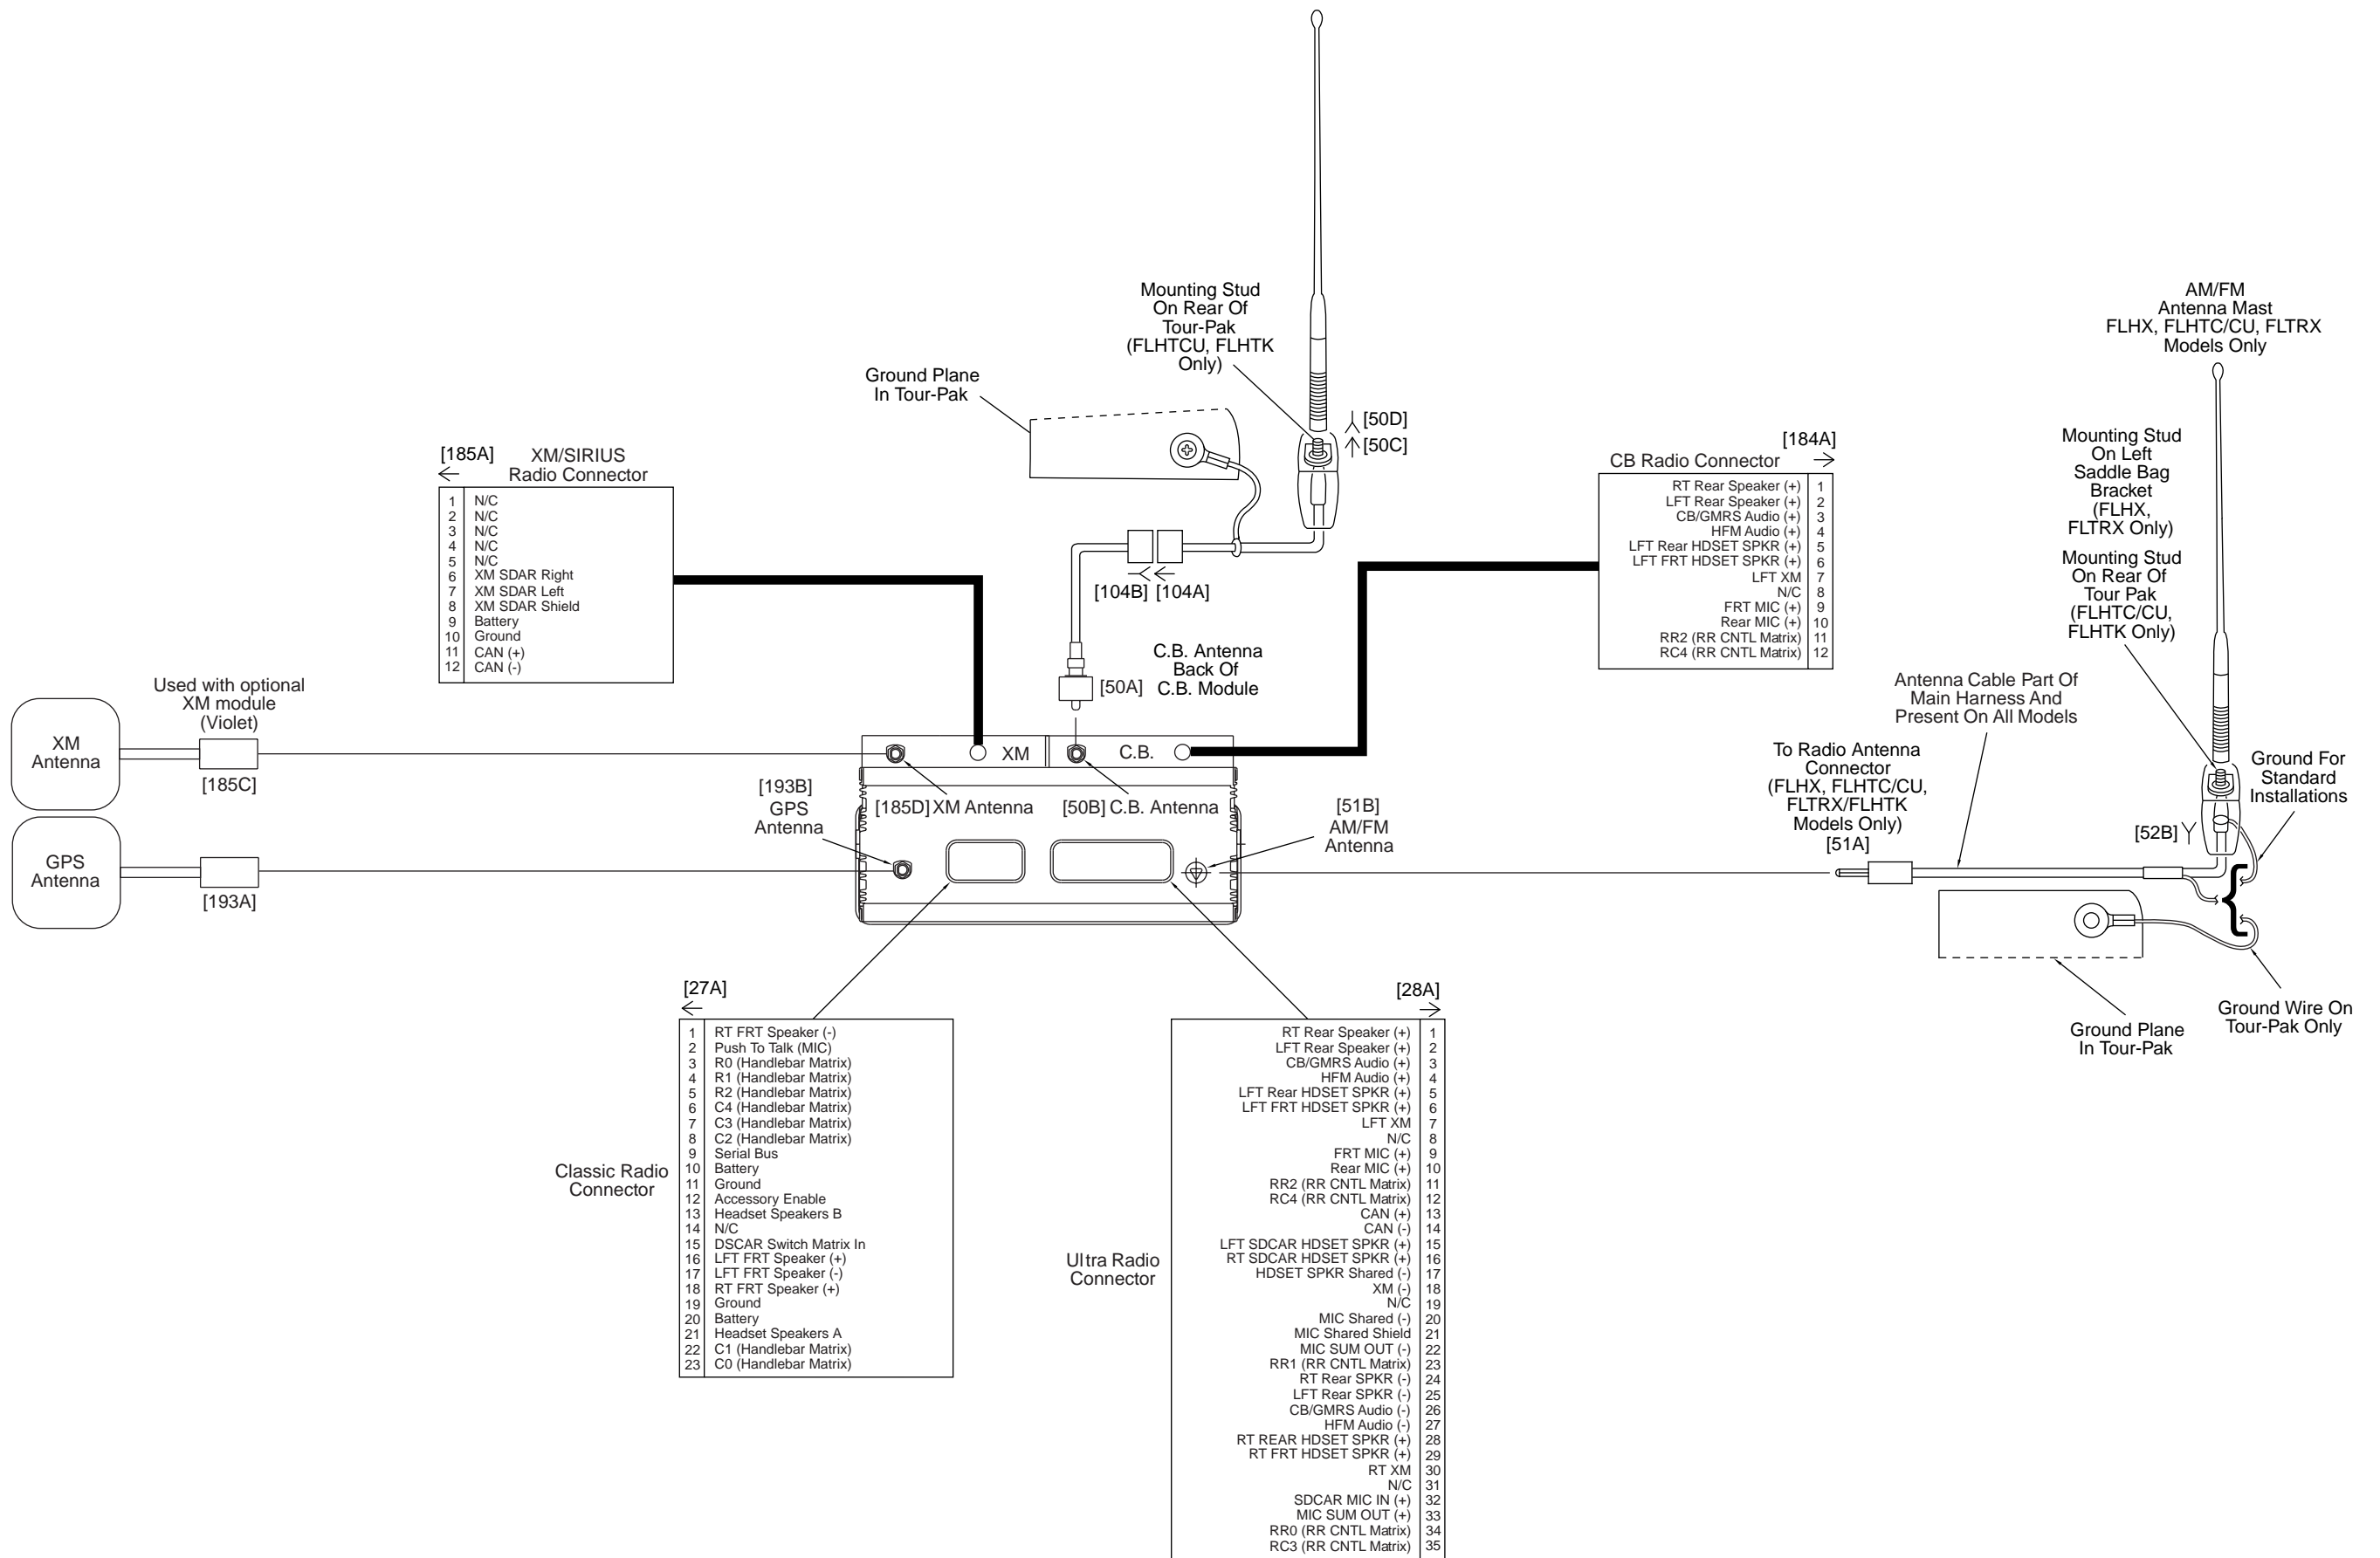 Mounting Stud
On Rear Of
Tour-Pak
(FLHTCU, FLHTK
Only)
Ground Plane
In Tour-Pak
[50D]
[50C]
AM/FM
Antenna Mast
FLHX, FLHTC/CU, FLTRX
Models Only
Mounting Stud
On Left
Saddle Bag
Bracket
(FLHX,
FLTRX Only)
Mounting Stud
On Rear Of
Tour Pak
(FLHTC/CU,
FLHTK Only)
[185A]
XM/SIRIUS
Radio Connector
1 N/C
2 N/C
3 N/C
4 N/C
5 N/C
6 XM SDAR Right
7 XM SDAR Left
8 XM SDAR Shield
9 Battery
10 Ground
11 CAN (+)
12 CAN (-)
[104B] [104A]
[184A]
CB Radio Connector
RT Rear Speaker (+) 1
LFT Rear Speaker (+) 2
CB/GMRS Audio (+) 3
HFM Audio (+) 4
LFT Rear HDSET SPKR (+) 5
LFT FRT HDSET SPKR (+) 6
LFT XM 7
N/C 8
FRT MIC (+) 9
Rear MIC (+) 10
RR2 (RR CNTL Matrix) 11
RC4 (RR CNTL Matrix) 12
C.B. Antenna
Back Of
C.B. Module
[50A]
Used with optional
XM module
(Violet)
XM
Antenna
[185C]
GPS
Antenna
[193A]
[193B]
GPS
Antenna
XM
C.B.
[185D] XM Antenna
[50B] C.B. Antenna
[51B]
AM/FM
Antenna
Antenna Cable Part Of
Main Harness And
Present On All Models
To Radio Antenna
Connector
(FLHX, FLHTC/CU,
FLTRX/FLHTK
Models Only)
[51A]
[52B]
Ground For
Standard
Installations
Ground Plane
In Tour-Pak
Ground Wire On
Tour-Pak Only
[27A]
Classic Radio
Connector
1 RT FRT Speaker (-)
2 Push To Talk (MIC)
3 R0 (Handlebar Matrix)
4 R1 (Handlebar Matrix)
5 R2 (Handlebar Matrix)
6 C4 (Handlebar Matrix)
7 C3 (Handlebar Matrix)
8 C2 (Handlebar Matrix)
9 Serial Bus
10 Battery
11 Ground
12 Accessory Enable
13 Headset Speakers B
14 N/C
15 DSCAR Switch Matrix In
16 LFT FRT Speaker (+)
17 LFT FRT Speaker (-)
18 RT FRT Speaker (+)
19 Ground
20 Battery
21 Headset Speakers A
22 C1 (Handlebar Matrix)
23 C0 (Handlebar Matrix)
[28A]
Ultra Radio
Connector
RT Rear Speaker (+) 1
LFT Rear Speaker (+) 2
CB/GMRS Audio (+) 3
HFM Audio (+) 4
LFT Rear HDSET SPKR (+) 5
LFT FRT HDSET SPKR (+) 6
LFT XM 7
N/C 8
FRT MIC (+) 9
Rear MIC (+) 10
RR2 (RR CNTL Matrix) 11
RC4 (RR CNTL Matrix) 12
CAN (+) 13
CAN (-) 14
LFT SDCAR HDSET SPKR (+) 15
RT SDCAR HDSET SPKR (+) 16
HDSET SPKR Shared (-) 17
XM (-) 18
N/C 19
MIC Shared (-) 20
MIC Shared Shield 21
MIC SUM OUT (-) 22
RR1 (RR CNTL Matrix) 23
RT Rear SPKR (-) 24
LFT Rear SPKR (-) 25
CB/GMRS Audio (-) 26
HFM Audio (-) 27
RT REAR HDSET SPKR (+) 28
RT FRT HDSET SPKR (+) 29
RT XM 30
N/C 31
SDCAR MIC IN (+) 32
MIC SUM OUT (+) 33
RR0 (RR CNTL Matrix) 34
RC3 (RR CNTL Matrix) 35